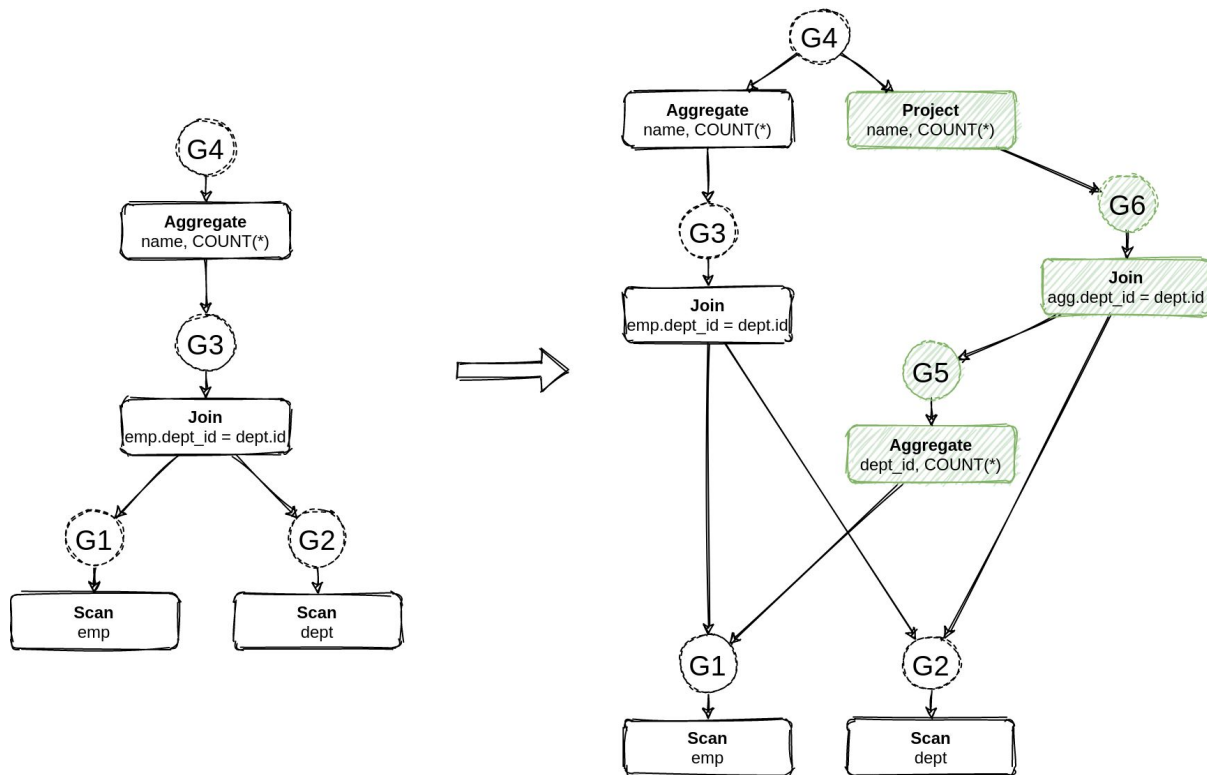 G4
Aggregate
name, COUNT(*)
G3
Join
emp.dept_id = dept.id
G1
G2
Scan
emp
Scan
dept
G4
Aggregate
name, COUNT(*)
Project
name, COUNT(*)
G3
G6
Join
emp.dept_id = dept.id
Join
agg.dept_id = dept.id
G5
Aggregate
dept_id, COUNT(*)
G1
G2
Scan
emp
Scan
dept